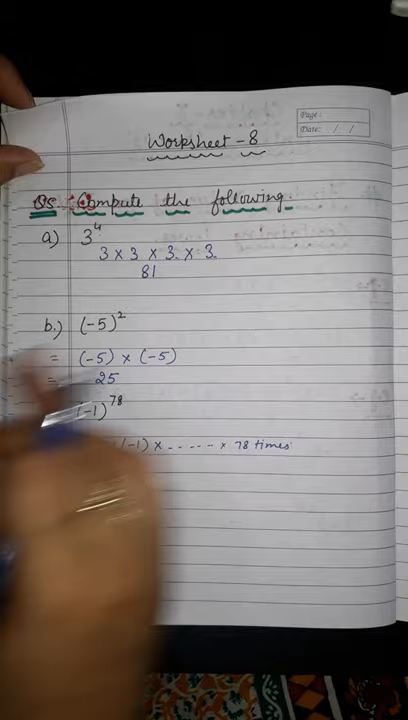 Page:
Date: / /
Worksheet - 8
Q5. Compute the following.
a) 3⁴
3 × 3 × 3 × 3
81
b.) (-5)²
= (-5) × (-5)
= 25
(-1)⁷⁸
(-1) × ...... × 78 times